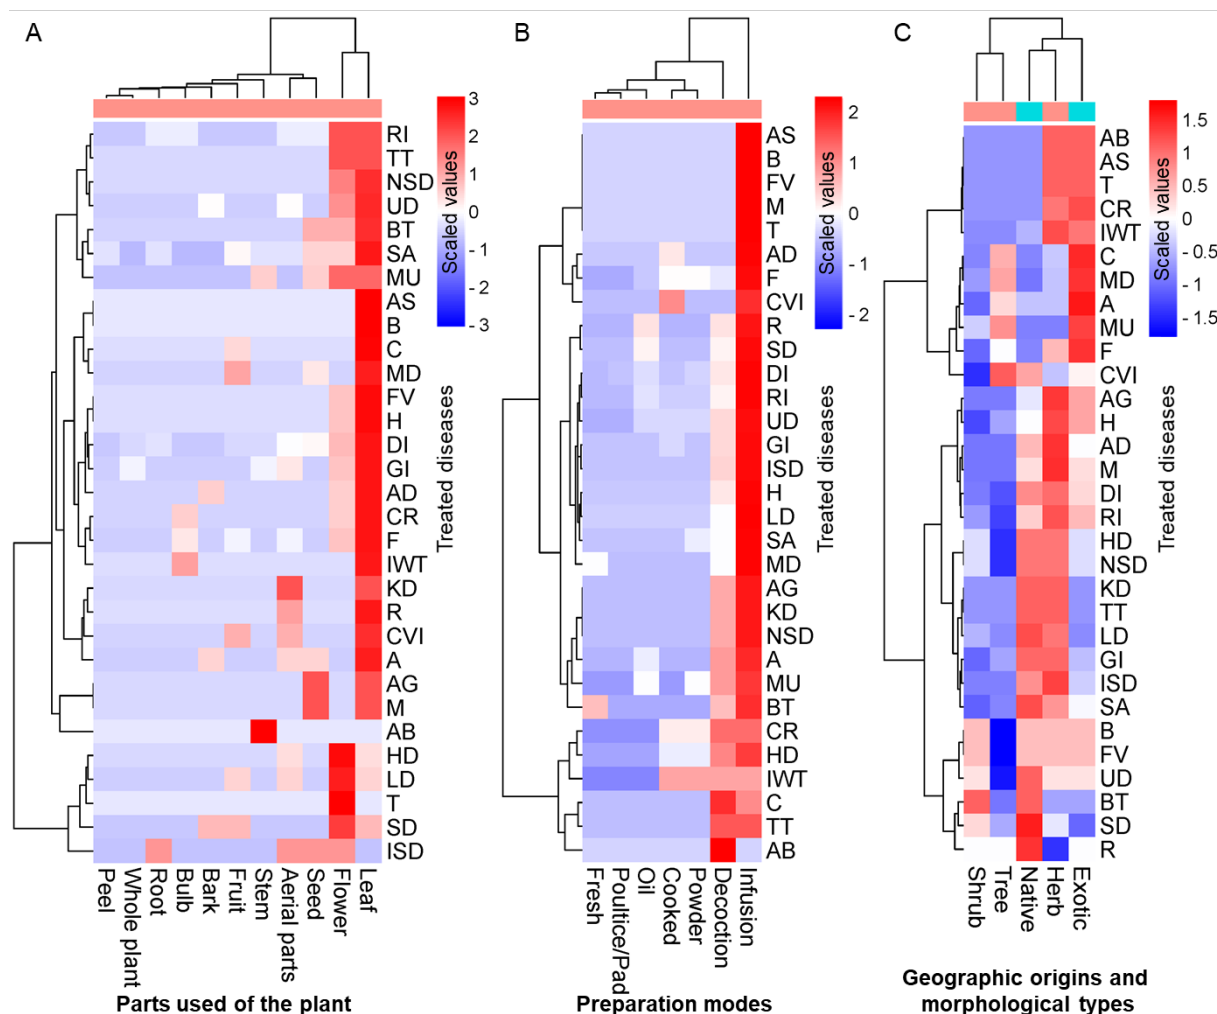 A
3
2
1
0
- 1
- 2
- 3
Scaled values
RI
TT
NSD
UD
BT
SA
MU
AS
B
C
MD
FV
H
DI
GI
AD
CR
F
IWT
KD
R
CVI
A
AG
M
AB
HD
LD
T
SD
ISD
Treated diseases
Peel
Whole plant
Root
Bulb
Bark
Fruit
Stem
Aerial parts
Seed
Flower
Leaf
Parts used of the plant
B
2
1
0
- 1
- 2
Scaled values
AS
B
FV
M
T
AD
F
CVI
R
SD
DI
RI
UD
GI
ISD
H
LD
SA
MD
AG
KD
NSD
A
MU
BT
CR
HD
IWT
C
TT
AB
Treated diseases
Fresh
Poultice/Pad
Oil
Cooked
Powder
Decoction
Infusion
Preparation modes
C
1.5
1
0.5
0
- 0.5
- 1
- 1.5
Scaled values
AB
AS
T
CR
IWT
C
MD
A
MU
F
CVI
AG
H
AD
M
DI
RI
HD
NSD
KD
TT
LD
GI
ISD
SA
B
FV
UD
BT
SD
R
Treated diseases
Shrub
Tree
Native
Herb
Exotic
Geographic origins and
morphological types